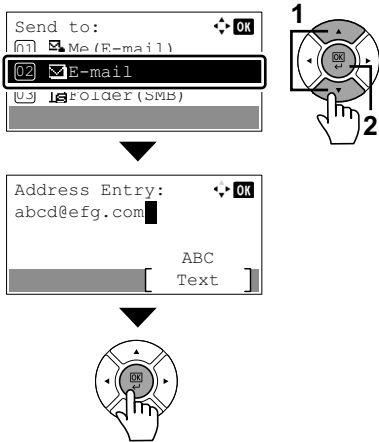 Send to: OK
01 Me(E-mail)
02 E-mail
03 Folder(SMB)
1
OK
2
Address Entry: OK
abcd@efg.com
ABC
[ Text ]
OK